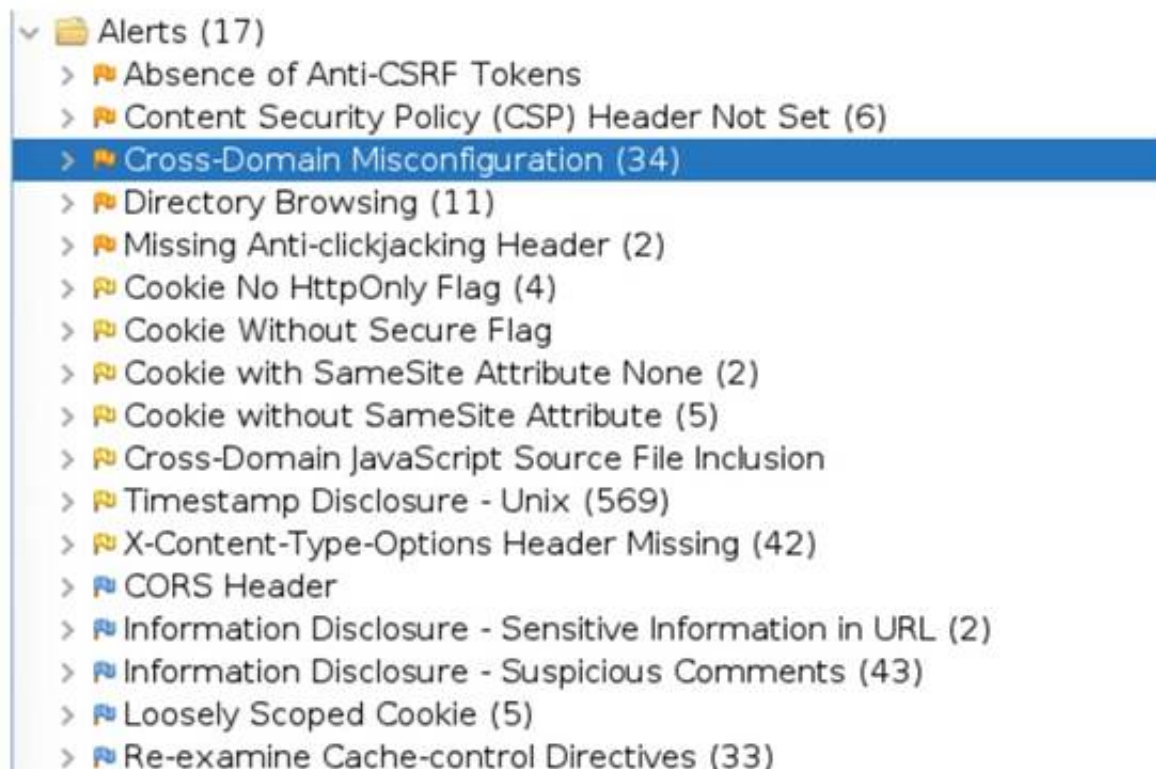 Alerts (17)
Absence of Anti-CSRF Tokens
Content Security Policy (CSP) Header Not Set (6)
Cross-Domain Misconfiguration (34)
Directory Browsing (11)
Missing Anti-clickjacking Header (2)
Cookie No HttpOnly Flag (4)
Cookie Without Secure Flag
Cookie with SameSite Attribute None (2)
Cookie without SameSite Attribute (5)
Cross-Domain JavaScript Source File Inclusion
Timestamp Disclosure - Unix (569)
X-Content-Type-Options Header Missing (42)
CORS Header
Information Disclosure - Sensitive Information in URL (2)
Information Disclosure - Suspicious Comments (43)
Loosely Scoped Cookie (5)
Re-examine Cache-control Directives (33)